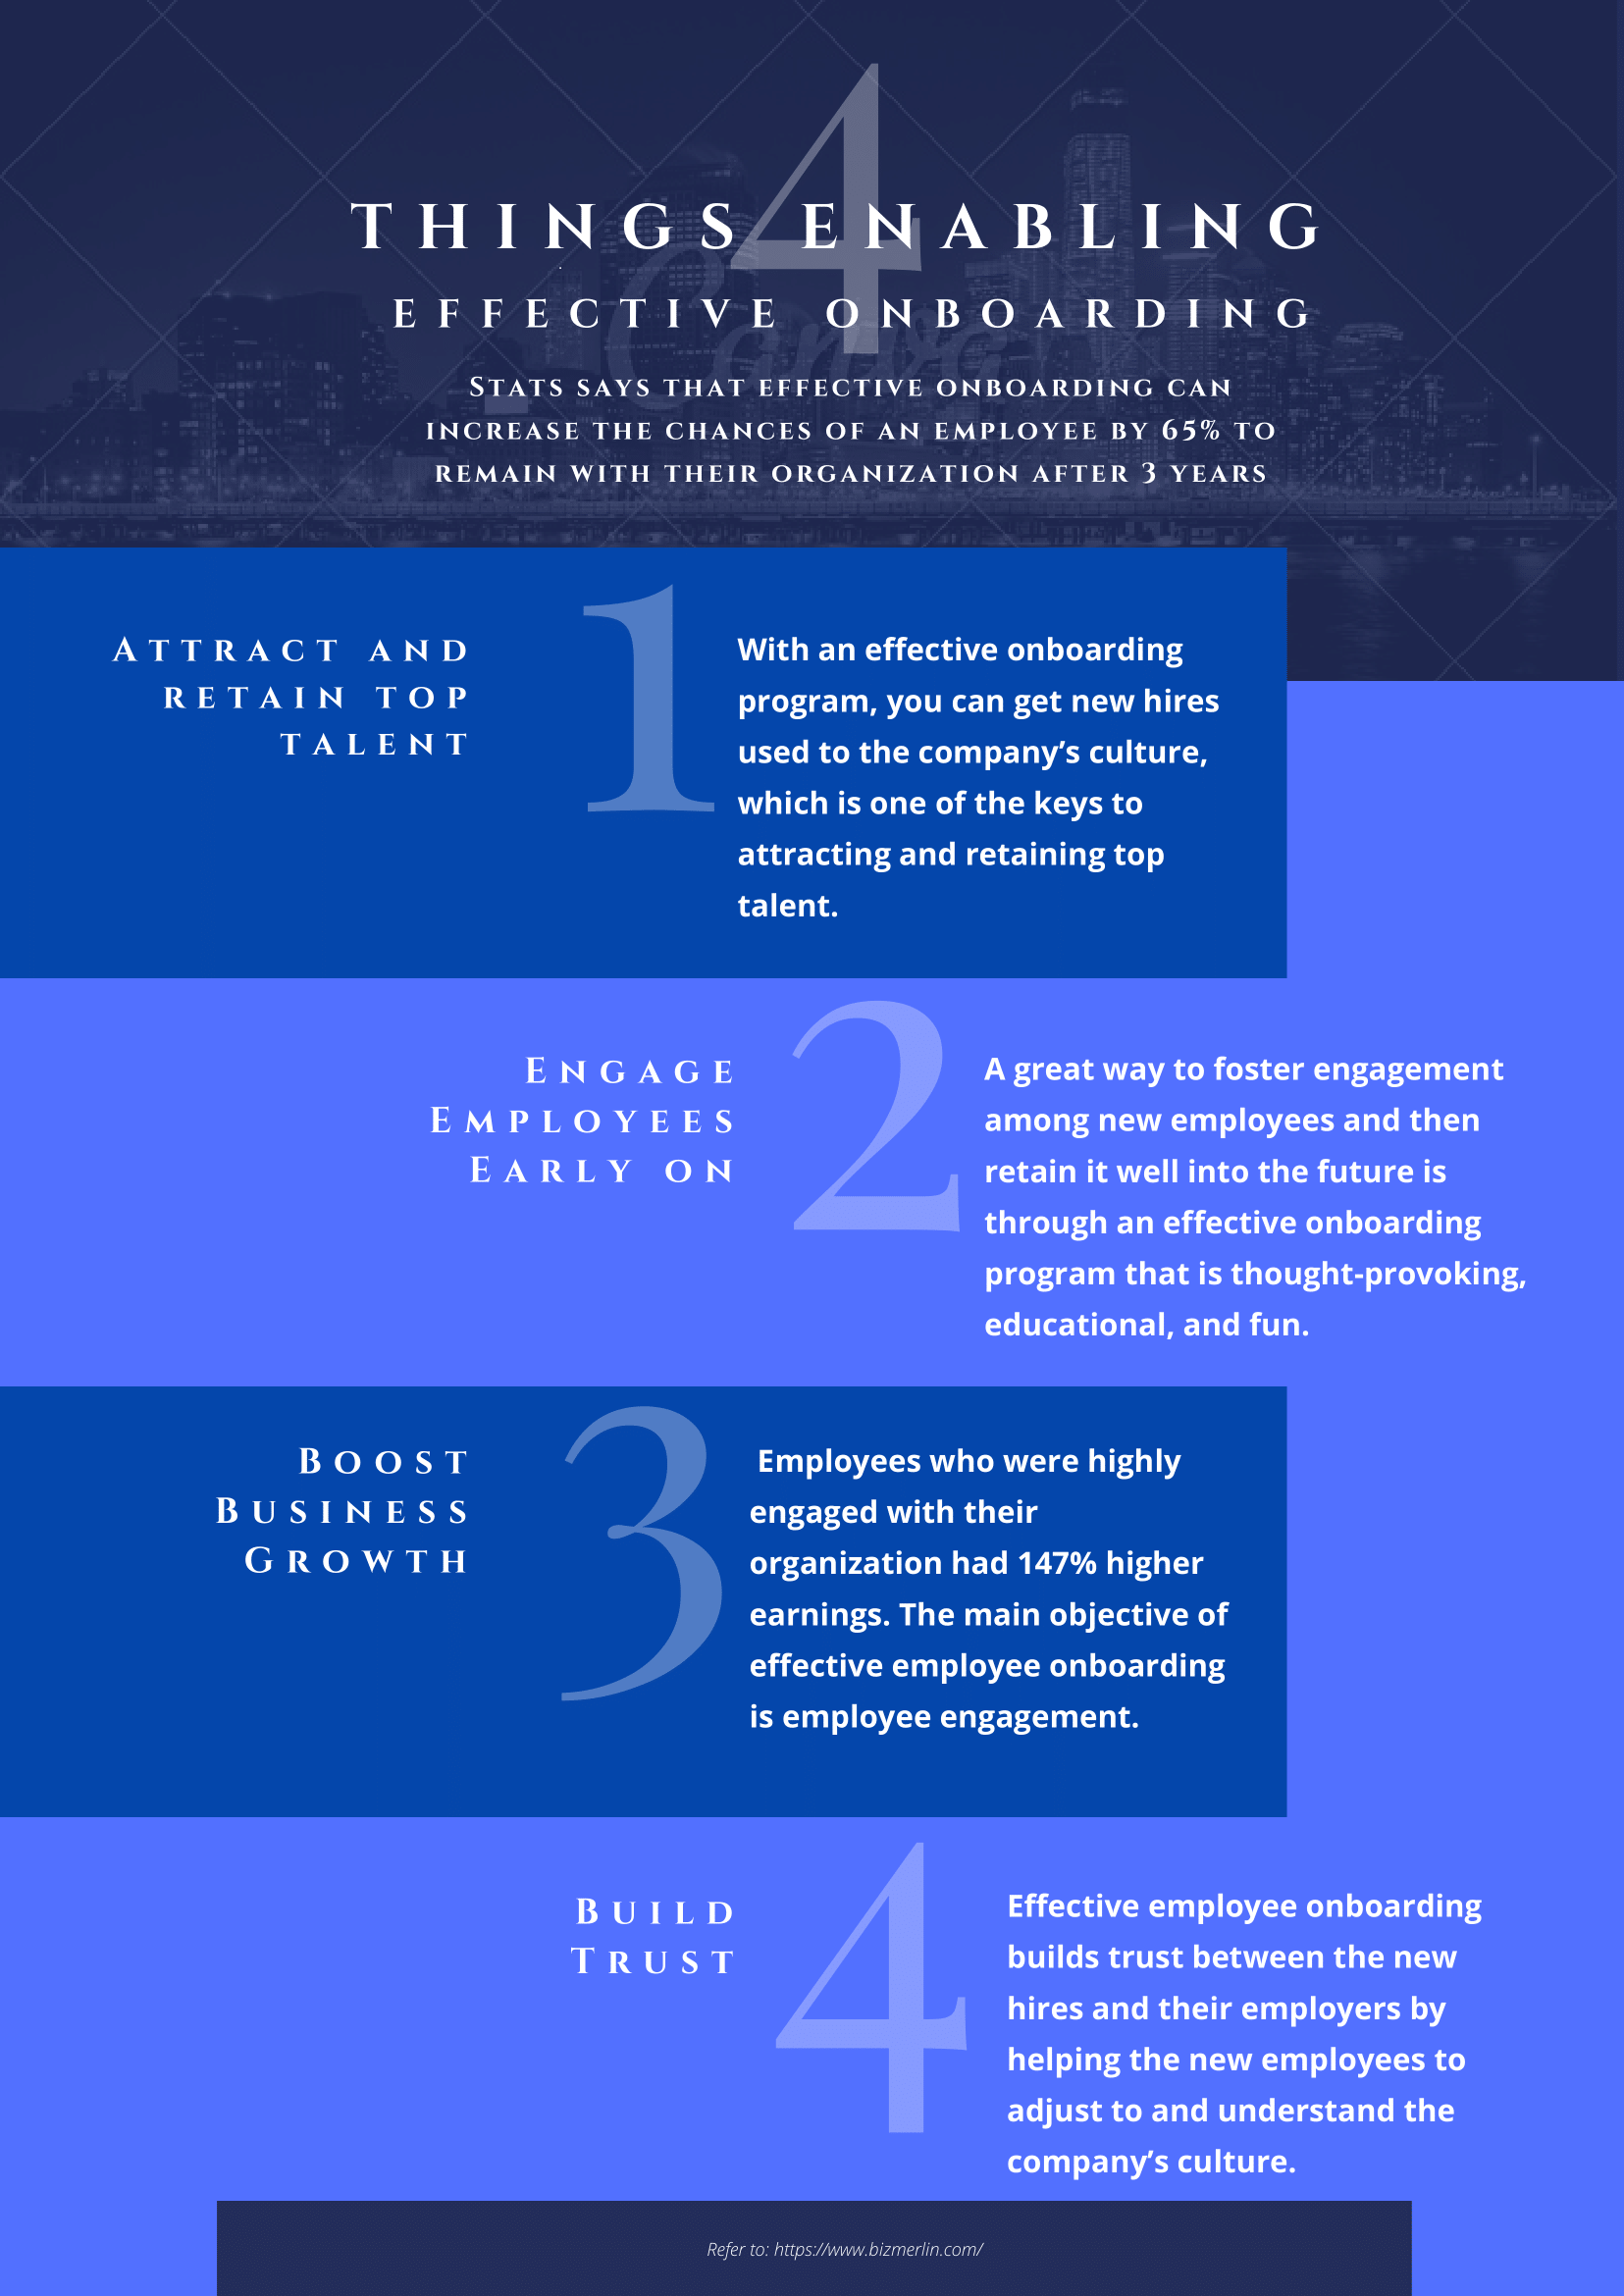 4
THINGS ENABLING
EFFECTIVE ONBOARDING
Canva
STATS SAYS THAT EFFECTIVE ONBOARDING CAN
INCREASE THE CHANCES OF AN EMPLOYEE BY 65% TO
REMAIN WITH THEIR ORGANIZATION AFTER 3 YEARS
ATTRACT AND
RETAIN TOP
TALENT
1
With an effective onboarding
program, you can get new hires
used to the company’s culture,
which is one of the keys to
attracting and retaining top
talent.
ENGAGE
EMPLOYEES
EARLY ON
2
A great way to foster engagement
among new employees and then
retain it well into the future is
through an effective onboarding
program that is thought-provoking,
educational, and fun.
BOOST
BUSINESS
GROWTH
3
Employees who were highly
engaged with their
organization had 147% higher
earnings. The main objective of
effective employee onboarding
is employee engagement.
BUILD
TRUST
4
Effective employee onboarding
builds trust between the new
hires and their employers by
helping the new employees to
adjust to and understand the
company’s culture.
Refer to: https://www.bizmerlin.com/